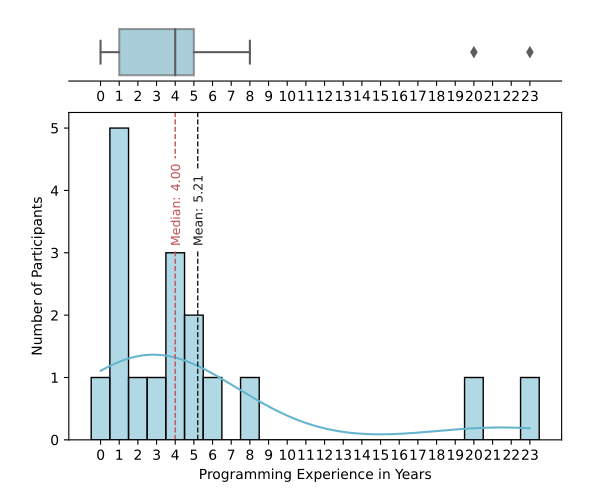 0 1 2 3 4 5 6 7 8 9 10 11 12 13 14 15 16 17 18 19 20 21 22 23
5
4
3
2
1
0
Number of Participants
Median: 4.00
Mean: 5.21
0 1 2 3 4 5 6 7 8 9 10 11 12 13 14 15 16 17 18 19 20 21 22 23
Programming Experience in Years